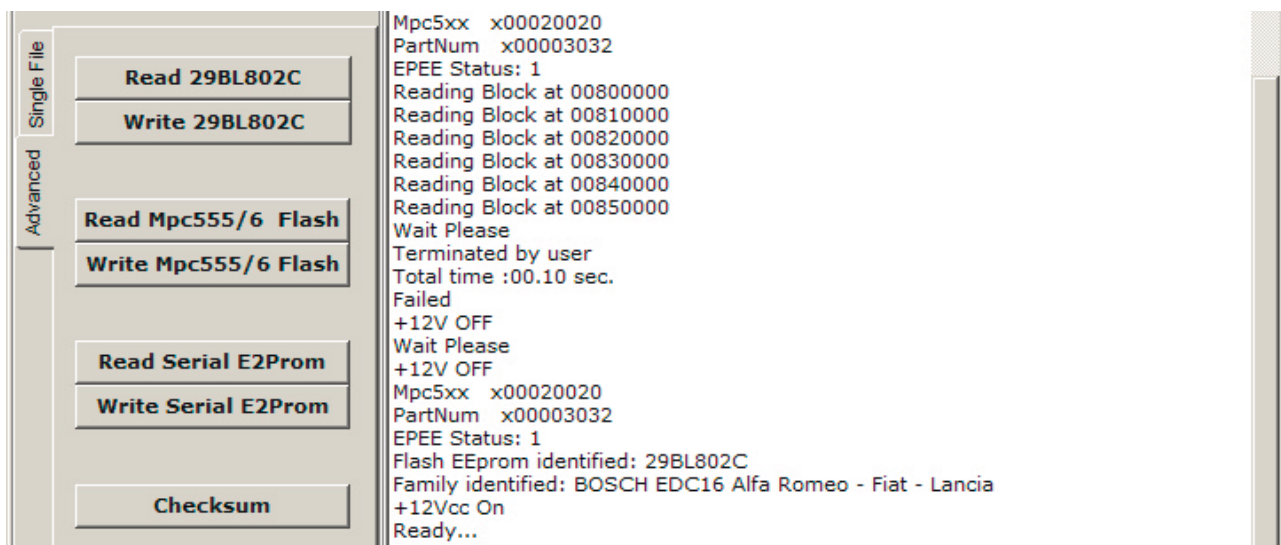 Single File
Advanced
Read 29BL802C
Write 29BL802C
Read Mpc555/6 Flash
Write Mpc555/6 Flash
Read Serial E2Prom
Write Serial E2Prom
Checksum
Mpc5xx x00020020
PartNum x00003032
EPEE Status: 1
Reading Block at 00800000
Reading Block at 00810000
Reading Block at 00820000
Reading Block at 00830000
Reading Block at 00840000
Reading Block at 00850000
Wait Please
Terminated by user
Total time :00.10 sec.
Failed
+12V OFF
Wait Please
+12V OFF
Mpc5xx x00020020
PartNum x00003032
EPEE Status: 1
Flash EEprom identified: 29BL802C
Family identified: BOSCH EDC16 Alfa Romeo - Fiat - Lancia
+12Vcc On
Ready...